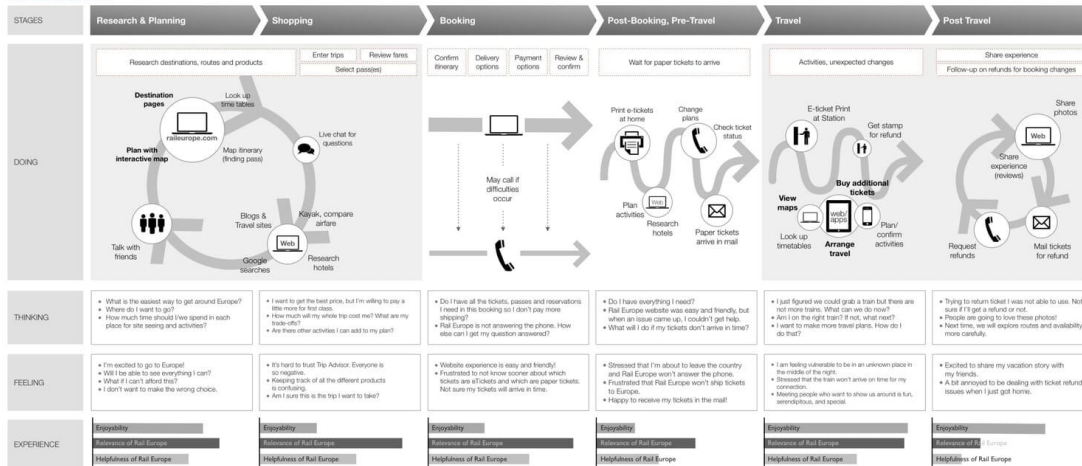 STAGES
Research & Planning
Shopping
Booking
Post-Booking, Pre-Travel
Travel
Post Travel
DOING
Research destinations, routes and products
Enter trips
Review fares
Select pass(es)
Confirm
itinerary
Delivery
options
Payment
options
Review &
confirm
Wait for paper tickets to arrive
Activities, unexpected changes
Share experience
Follow-up on refunds for booking changes
Destination
pages
Look up
time tables
raileurope.com
Plan with
interactive map
Map itinerary
(finding pass)
Live chat for
questions
Talk with
friends
Blogs &
Travel sites
Google
searches
Web
Kayak, compare
airfare
Research
hotels
May call if
difficulties
occur
Print e-tickets
at home
Change
plans
Check ticket
status
Plan
activities
Web
Research
hotels
Paper tickets
arrive in mail
E-ticket Print
at Station
Get stamp
for refund
Buy additional
tickets
View
maps
web/
apps
Look up
timetables
Arrange
travel
Plan/
confirm
activities
Share
photos
Web
Share
experience
(reviews)
Request
refunds
Mail tickets
for refund
THINKING
• What is the easiest way to get around Europe?
• Where do I want to go?
• How much time should I/we spend in each
place for site seeing and activities?
• I want to get the best price, but I'm willing to pay a
little more for first class.
• How much will my whole trip cost me? What are my
trade-offs?
• Are there other activities I can add to my plan?
• Do I have all the tickets, passes and reservations
I need in this booking so I don't pay more
shipping?
• Rail Europe is not answering the phone. How
else can I get my question answered?
• Do I have everything I need?
• Rail Europe website was easy and friendly, but
when an issue came up, I couldn't get help.
• What will I do if my tickets don't arrive in time?
• I just figured we could grab a train but there are
not more trains. What can we do now?
• Am I on the right train? If not, what next?
• I want to make more travel plans. How do I
do that?
• Trying to return ticket I was not able to use. Not
sure if I'll get a refund or not.
• People are going to love these photos!
• Next time, we will explore routes and availability
more carefully.
FEELING
• I'm excited to go to Europe!
• Will I be able to see everything I can?
• What if I can't afford this?
• I don't want to make the wrong choice.
• It's hard to trust Trip Advisor. Everyone is
so negative.
• Keeping track of all the different products
is confusing.
• Am I sure this is the trip I want to take?
• Website experience is easy and friendly!
• Frustrated to not know sooner about which
tickets are eTickets and which are paper tickets.
Not sure my tickets will arrive in time.
• Stressed that I'm about to leave the country
and Rail Europe won't answer the phone.
• Frustrated that Rail Europe won't ship tickets
to Europe.
• Happy to receive my tickets in the mail!
• I am feeling vulnerable to be in an unknown place in
the middle of the night.
• Stressed that the train won't arrive on time for my
connection.
• Meeting people who want to show us around is fun,
serendipitous, and special.
• Excited to share my vacation story with
my friends.
• A bit annoyed to be dealing with ticket refund
issues when I just got home.
EXPERIENCE
Enjoyability
Relevance of Rail Europe
Helpfulness of Rail Europe
Enjoyability
Relevance of Rail Europe
Helpfulness of Rail Europe
Enjoyability
Relevance of Rail Europe
Helpfulness of Rail Europe
Enjoyability
Relevance of Rail Europe
Helpfulness of Rail Europe
Enjoyability
Relevance of Rail Europe
Helpfulness of Rail Europe
Enjoyability
Relevance of Rail Europe
Helpfulness of Rail Europe